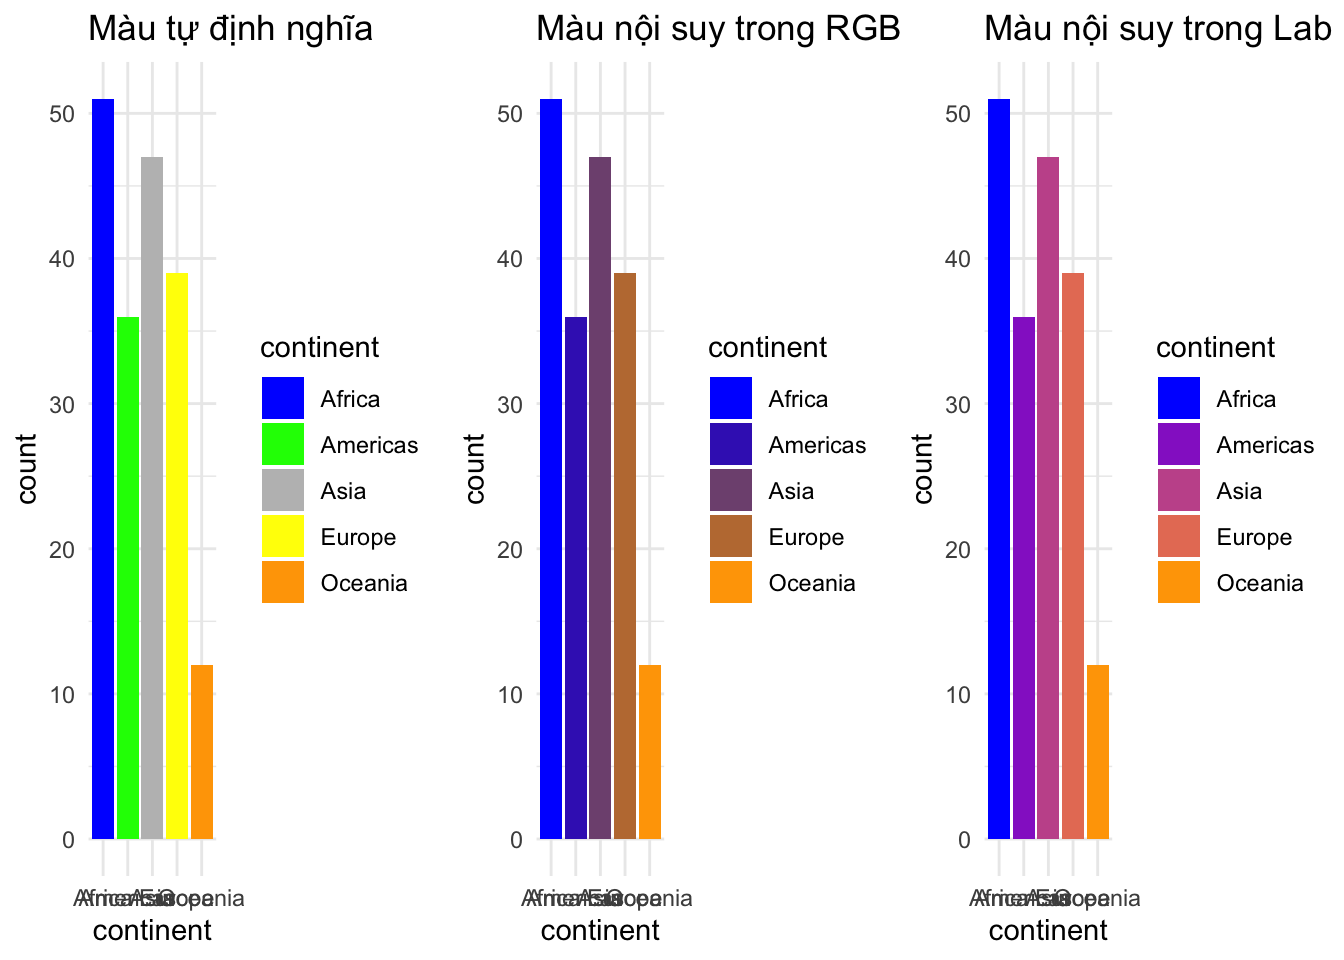 Màu tự định nghĩa
50
40
30
20
10
0
count
continent
continent
Africa
Americas
Asia
Europe
Oceania
Màu nội suy trong RGB
50
40
30
20
10
0
count
continent
continent
Africa
Americas
Asia
Europe
Oceania
Màu nội suy trong Lab
50
40
30
20
10
0
count
continent
continent
Africa
Americas
Asia
Europe
Oceania